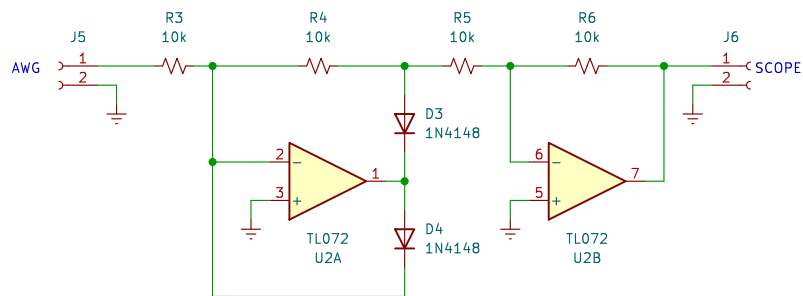 R3
10k
R4
10k
R5
10k
R6
10k
J5
J6
AWG
1
2
1
2
SCOPE
D3
1N4148
2
3
−
+
1
6
5
−
+
7
D4
1N4148
TL072
U2A
TL072
U2B